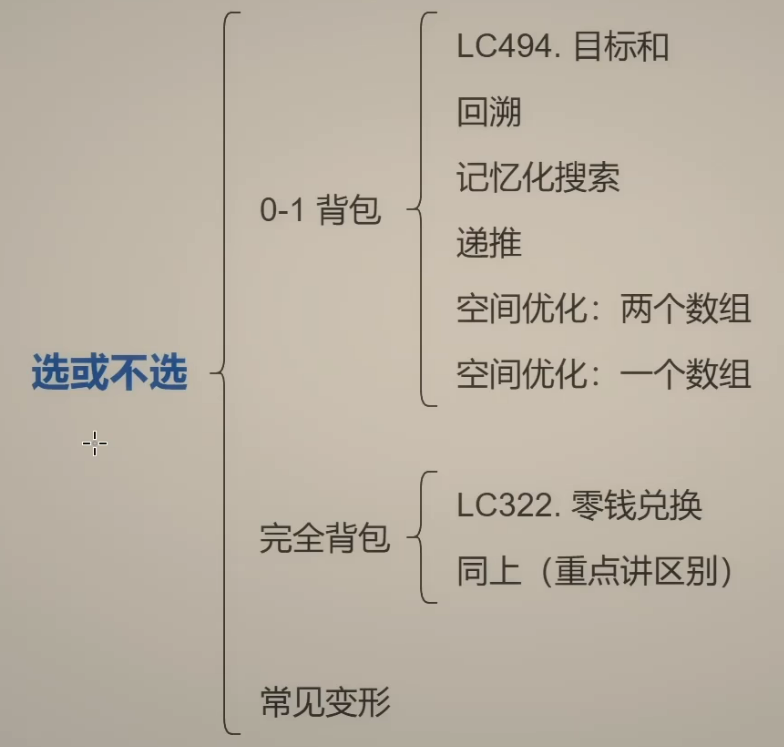 选或不选
0-1 背包
LC494. 目标和
回溯
记忆化搜索
递推
空间优化：两个数组
空间优化：一个数组
完全背包
LC322. 零钱兑换
同上（重点讲区别）
常见变形